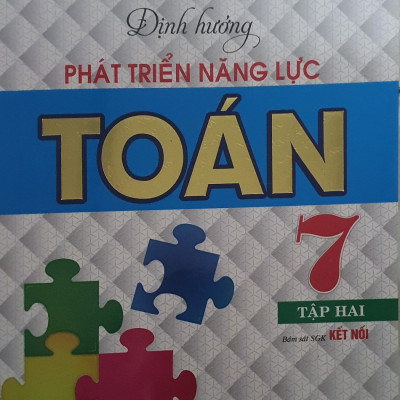 Định hướng
PHÁT TRIỂN NĂNG LỰC
TOÁN
7
TẬP HAI
Bám sát SGK KẾT NỐI